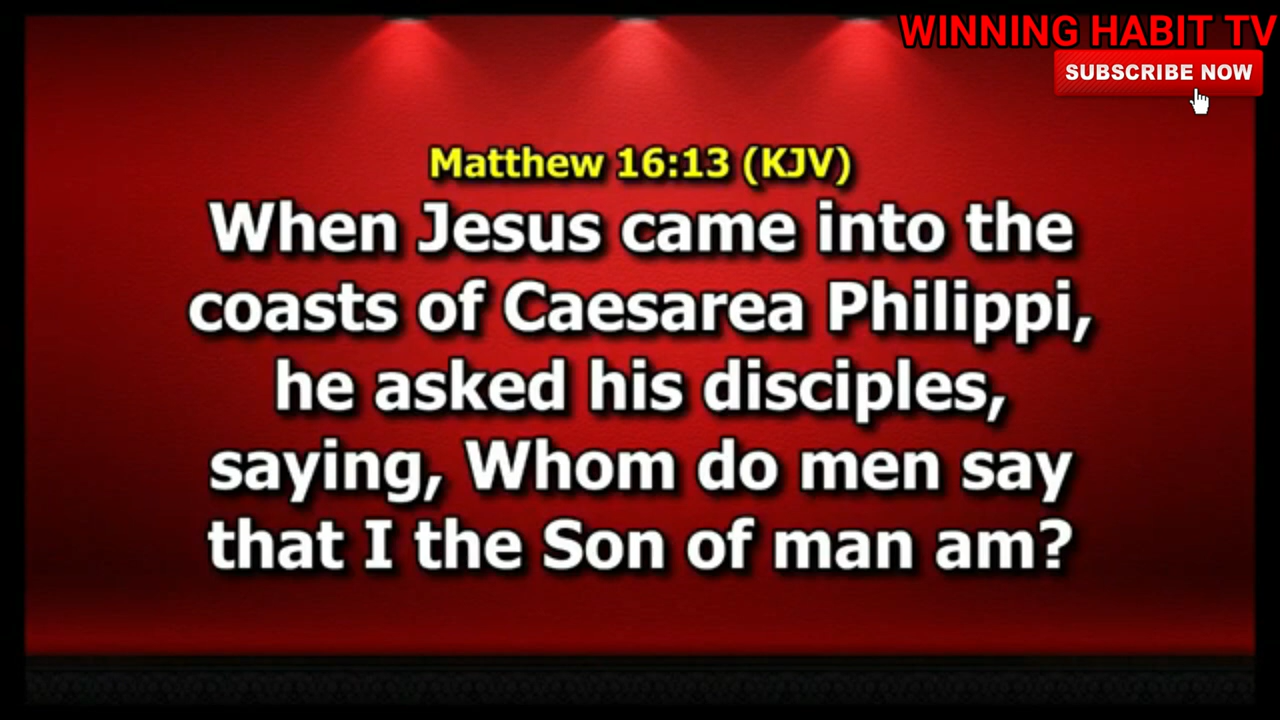 WINNING HABIT TV
SUBSCRIBE NOW
Matthew 16:13 (KJV)
When Jesus came into the
coasts of Caesarea Philippi,
he asked his disciples,
saying, Whom do men say
that I the Son of man am?